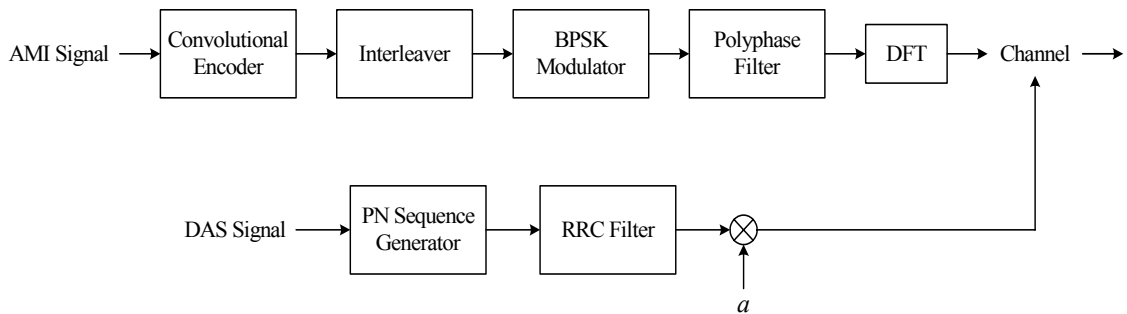 AMI Signal
Convolutional
Encoder
Interleaver
BPSK
Modulator
Polyphase
Filter
DFT
Channel
DAS Signal
PN Sequence
Generator
RRC Filter
a